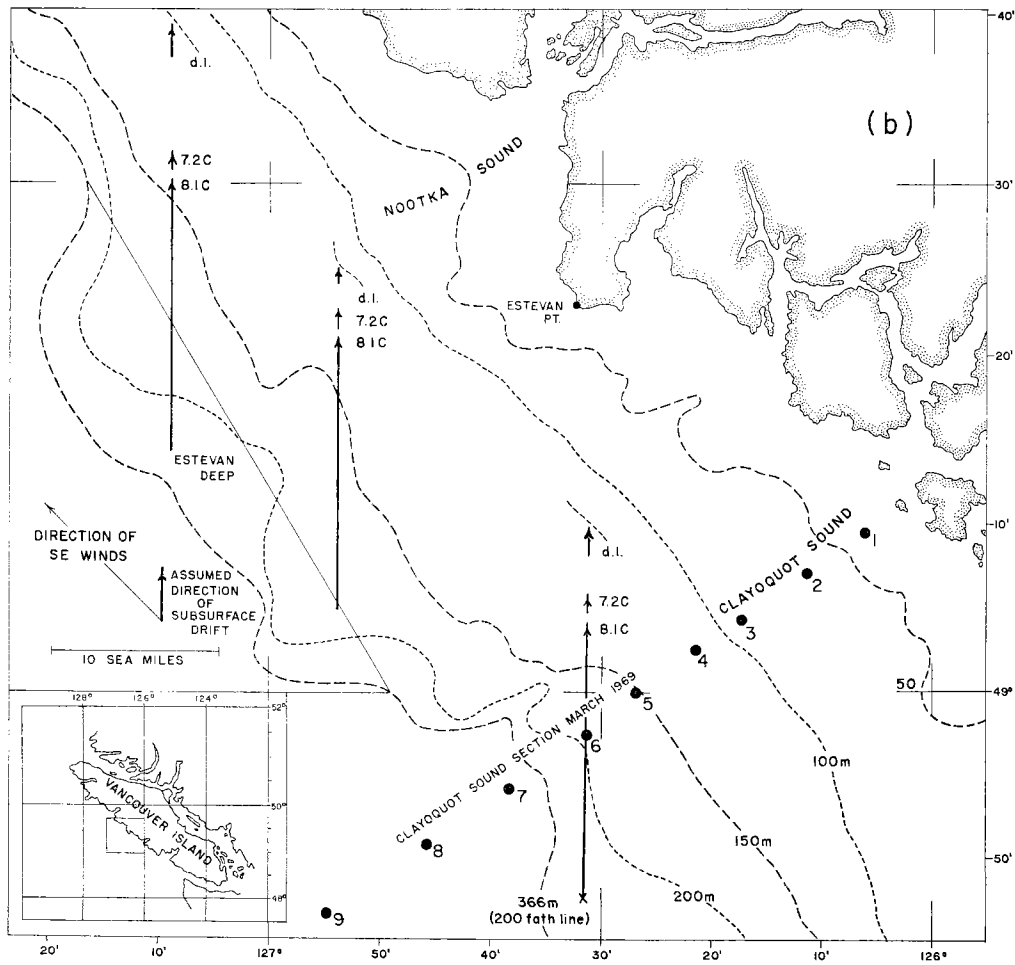 40'
d.l.
(b)
7.2C
8.1C
30'
NOOTKA SOUND
d.l.
7.2C
8.1C
ESTEVAN
PT.
20'
ESTEVAN
DEEP
DIRECTION OF
SE WINDS
ASSUMED
DIRECTION
OF
SUBSURFACE
DRIFT
10 SEA MILES
10'
CLAYOQUOT SOUND
1
2
3
4
5
6
7
8
9
d.l.
7.2C
8.1C
50
49°
CLAYOQUOT SOUND SECTION MARCH 1969
100m
150m
200m
366m
(200 fath line)
50'
128°
126°
124°
52°
50°
48°
VANCOUVER ISLAND
20'
10'
127°
50'
40'
30'
20'
10'
126°